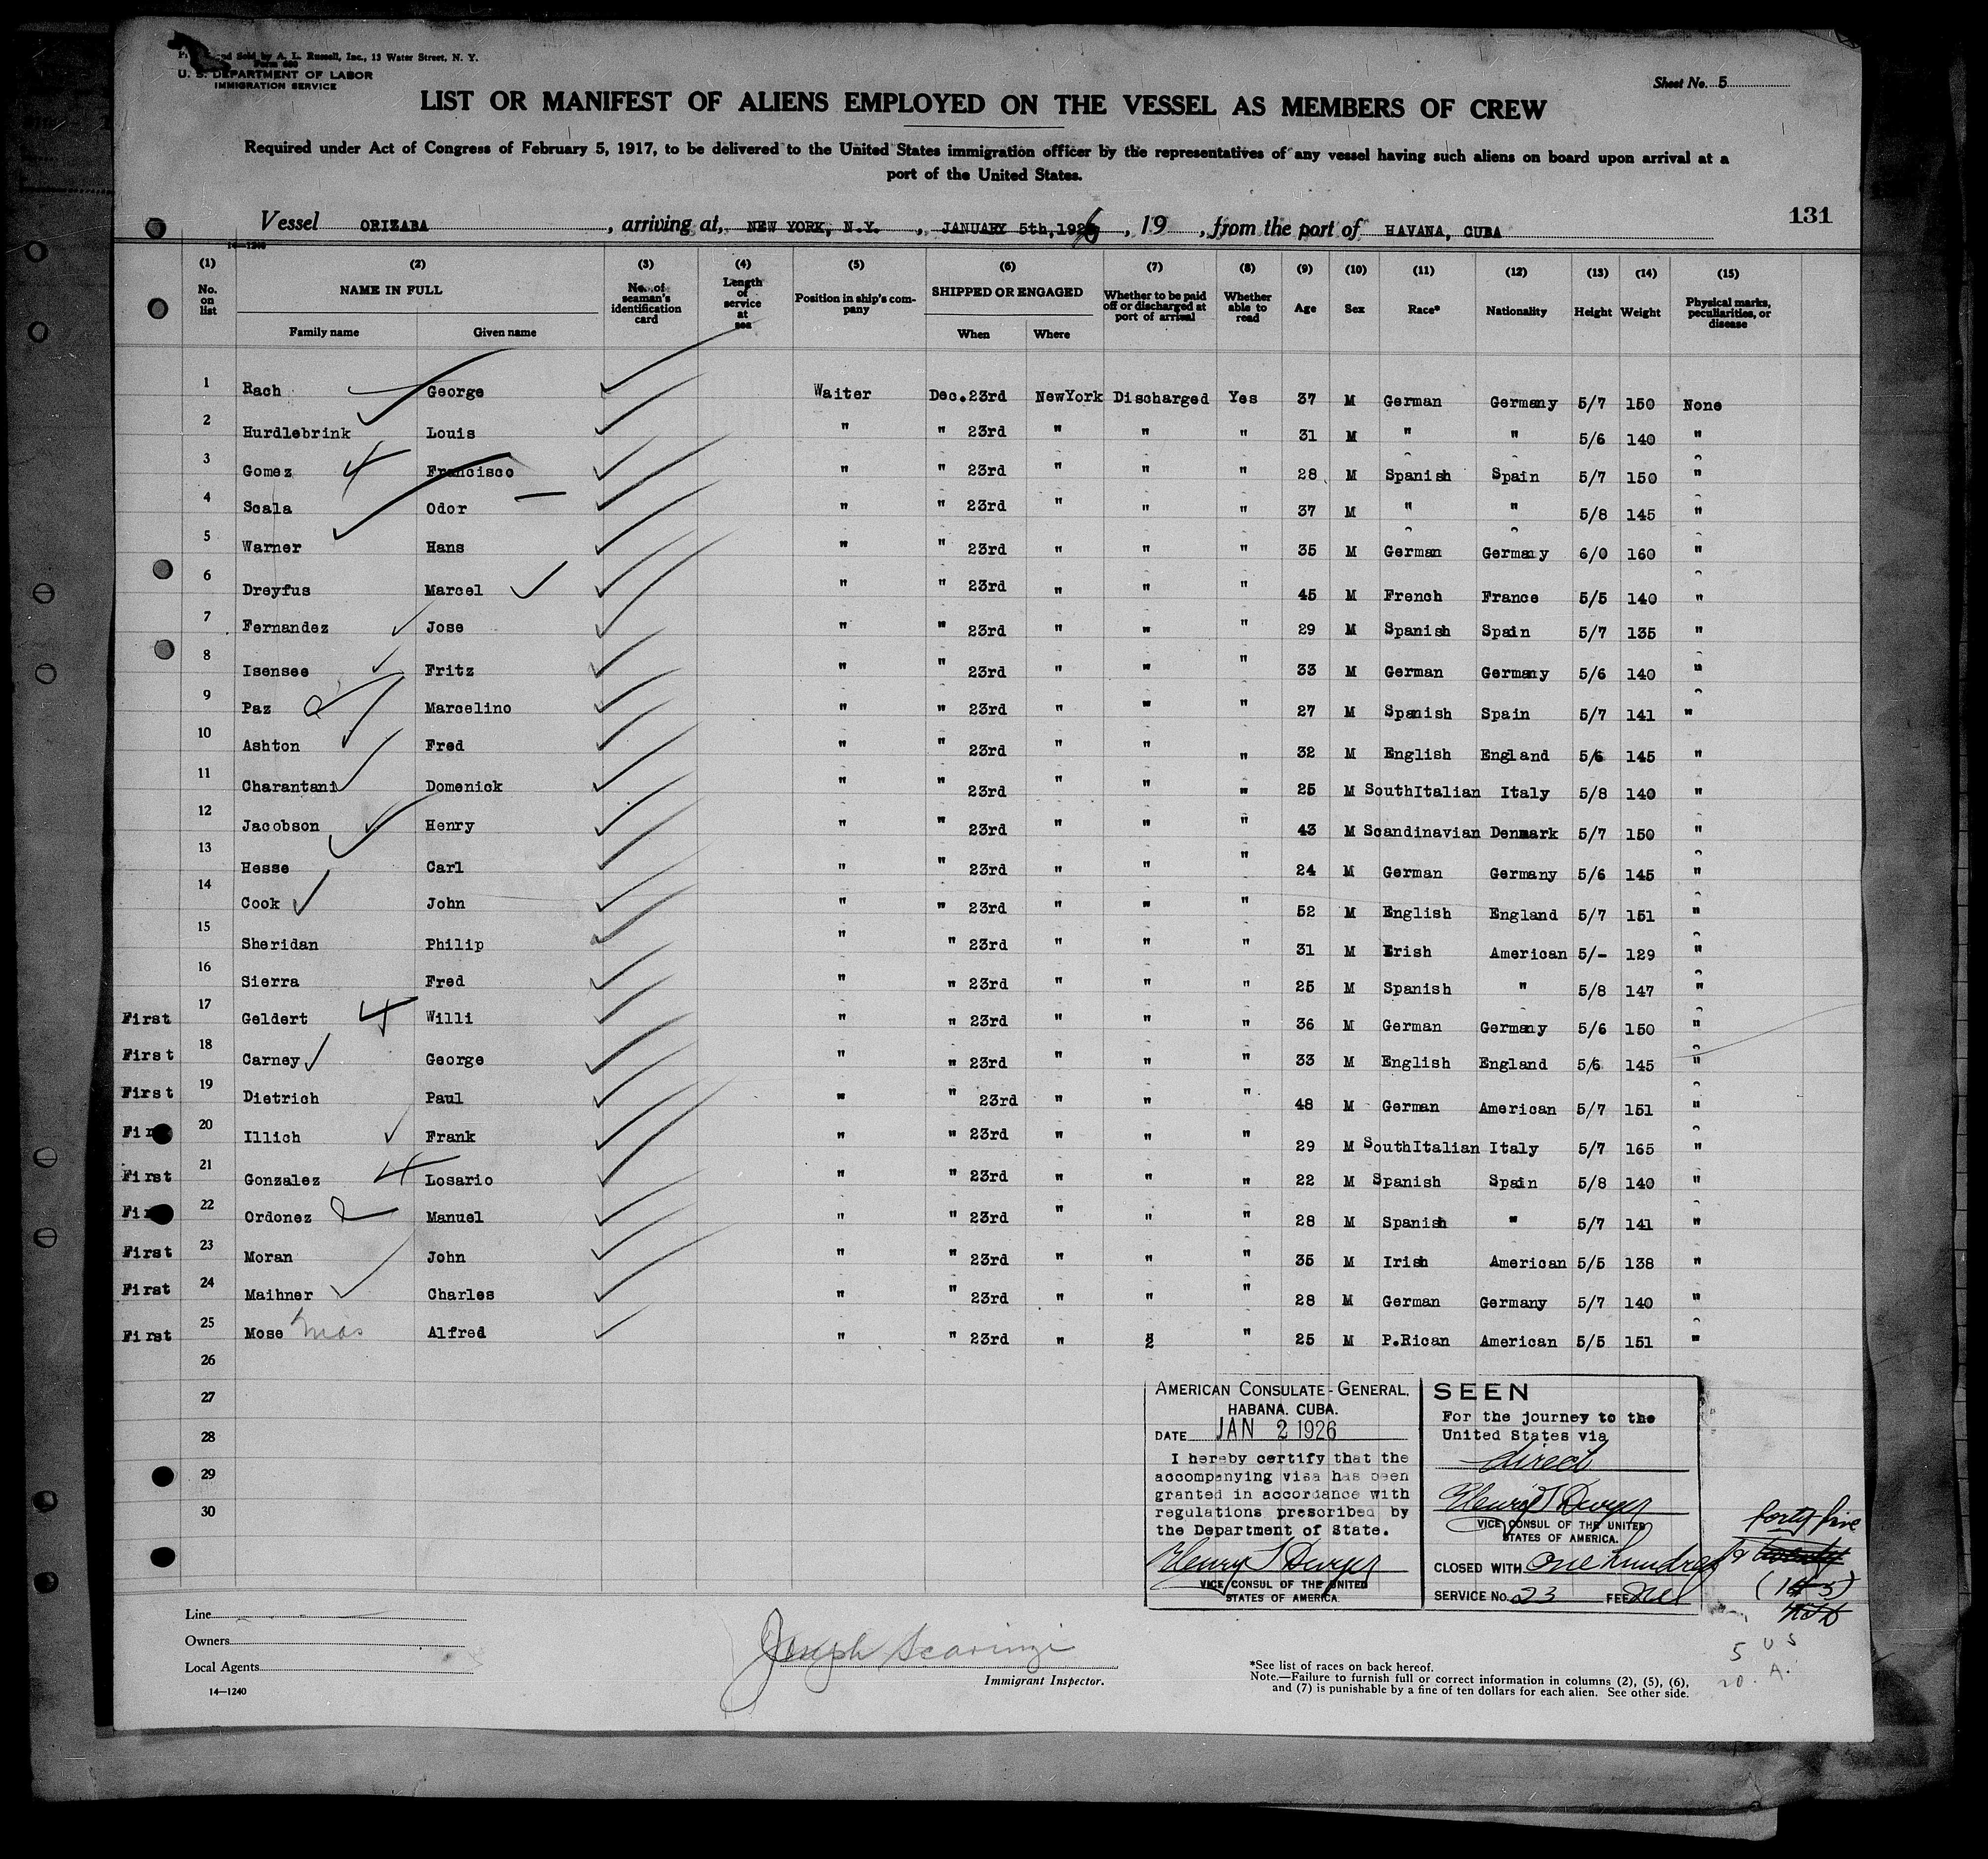 nd Sold by A. L. Russell, Inc., 13 Water Street, N. Y.
U. S. DEPARTMENT OF LABOR
IMMIGRATION SERVICE
Sheet No. 5
LIST OR MANIFEST OF ALIENS EMPLOYED ON THE VESSEL AS MEMBERS OF CREW
Required under Act of Congress of February 5, 1917, to be delivered to the United States immigration officer by the representatives of any vessel having such aliens on board upon arrival at a
port of the United States.
131
Vessel ORIZABA , arriving at, NEW YORK, N.Y. , JANUARY 5th,1926 , 19 , from the port of HAVANA, CUBA
14-1240
(1) (2) (3) (4) (5) (6) (7) (8) (9) (10) (11) (12) (13) (14) (15)
No. on list NAME IN FULL No. of seaman's identification card Length of service at sea Position in ship's company SHIPPED OR ENGAGED Whether to be paid off or discharged at port of arrival Whether able to read Age Sex Race* Nationality Height Weight Physical marks, peculiarities, or disease
Family name Given name When Where
1 Rach George Waiter Dec.23rd NewYork Discharged Yes 37 M German Germany 5/7 150 None
2 Hurdlebrink Louis " " 23rd " " " 31 M " " 5/6 140 "
3 Gomez Francisco " " 23rd " " " 28 M Spanish Spain 5/7 150 "
4 Scala Odor " " 23rd " " " 37 M " " 5/8 145 "
5 Warner Hans " " 23rd " " " 35 M German Germany 6/0 160 "
6 Dreyfus Marcel " " 23rd " " " 45 M French France 5/5 140 "
7 Fernandez Jose " " 23rd " " " 29 M Spanish Spain 5/7 135 "
8 Isensee Fritz " " 23rd " " " 33 M German Germany 5/6 140 "
9 Paz Marcelino " " 23rd " " " 27 M Spanish Spain 5/7 141 "
10 Ashton Fred " " 23rd " " " 32 M English England 5/6 145 "
11 Charantani Domenick " " 23rd " " " 25 M SouthItalian Italy 5/8 140 "
12 Jacobson Henry " " 23rd " " " 43 M Scandinavian Denmark 5/7 150 "
13 Hesse Carl " " 23rd " " " 24 M German Germany 5/6 145 "
14 Cook John " " 23rd " " " 52 M English England 5/7 151 "
15 Sheridan Philip " " 23rd " " " 31 M Irish American 5/- 129 "
16 Sierra Fred " " 23rd " " " 25 M Spanish " 5/8 147 "
First 17 Geldert Willi " " 23rd " " " 36 M German Germany 5/6 150 "
First 18 Carney George " " 23rd " " " 33 M English England 5/6 145 "
First 19 Dietrich Paul " " 23rd " " " 48 M German American 5/7 151 "
Fir 20 Illich Frank " " 23rd " " " 29 M SouthItalian Italy 5/7 165 "
First 21 Gonzalez Losario " " 23rd " " " 22 M Spanish Spain 5/8 140 "
Fi 22 Ordonez Manuel " " 23rd " " " 28 M Spanish " 5/7 141 "
First 23 Moran John " " 23rd " " " 35 M Irish American 5/5 138 "
First 24 Maihner Charles " " 23rd " " " 28 M German Germany 5/7 140 "
First 25 Mose Mos Alfred " " 23rd " " " 25 M P.Rican American 5/5 151 "
26
27
28
29
30
AMERICAN CONSULATE-GENERAL,
HABANA. CUBA.
DATE JAN 2 1926
I hereby certify that the
accompanying visa has been
granted in accordance with
regulations prescribed by
the Department of State.
Henry T Dwyer
VICE CONSUL OF THE UNITED
STATES OF AMERICA.
SEEN
For the journey to the
United States via
direct
Henry T Dwyer
VICE CONSUL OF THE UNITED
STATES OF AMERICA.
CLOSED WITH One hundred & twenty
forty five
(145)
SERVICE No. 23 FEE Nil
5 US
20. A.
Line
Owners
Local Agents
14-1240
Joseph Scaringi
Immigrant Inspector.
*See list of races on back hereof.
Note.—Failure to furnish full or correct information in columns (2), (5), (6),
and (7) is punishable by a fine of ten dollars for each alien. See other side.